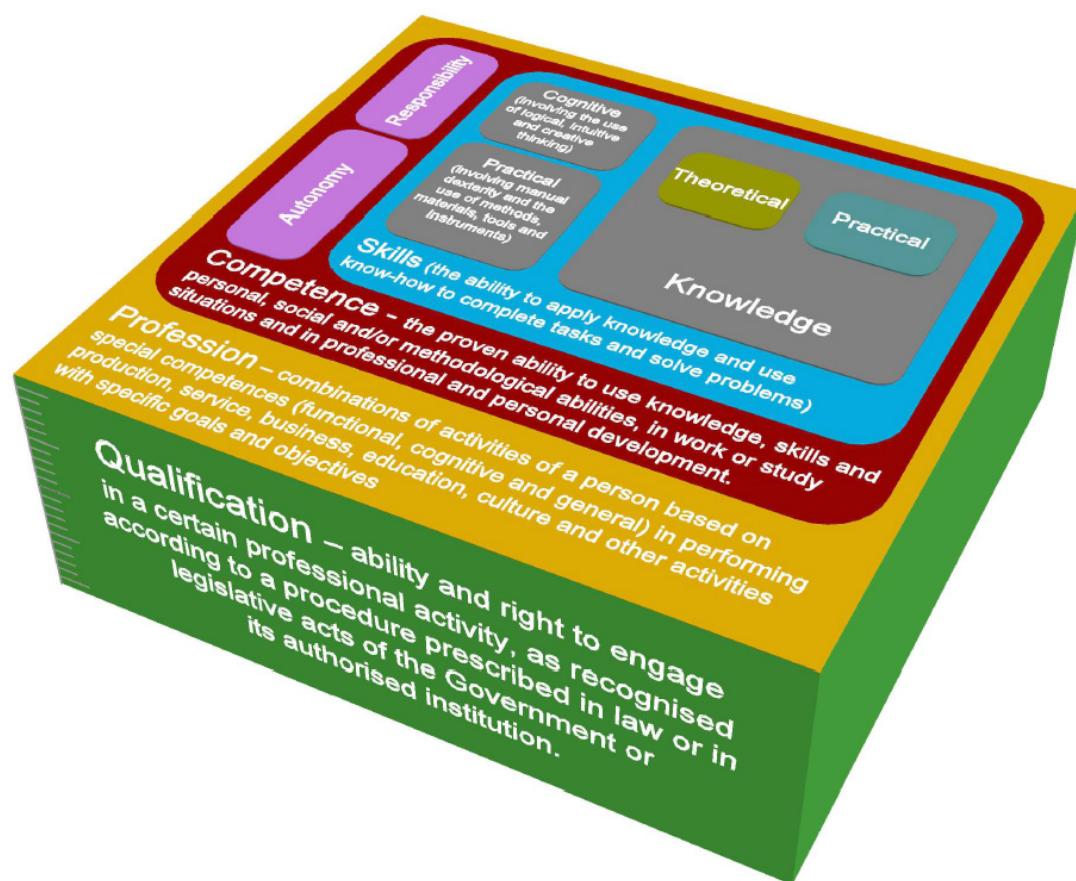 Responsibility
Autonomy
Cognitive
(Involving the use
of logical, intuitive
and creative
thinking)
Practical
(Involving manual
dexterity and the
use of methods,
materials, tools and
instruments)
Theoretical
Practical
Knowledge
Skills (the ability to apply knowledge and use
know-how to complete tasks and solve problems)
Competence – the proven ability to use knowledge, skills and
personal, social and/or methodological abilities, in work or study
situations and in professional and personal development.
Profession – combinations of activities of a person based on
special competences (functional, cognitive and general) in performing
production, service, business, education, culture and other activities
with specific goals and objectives
Qualification – ability and right to engage
in a certain professional activity, as recognised
according to a procedure prescribed in law or in
legislative acts of the Government or
its authorised institution.